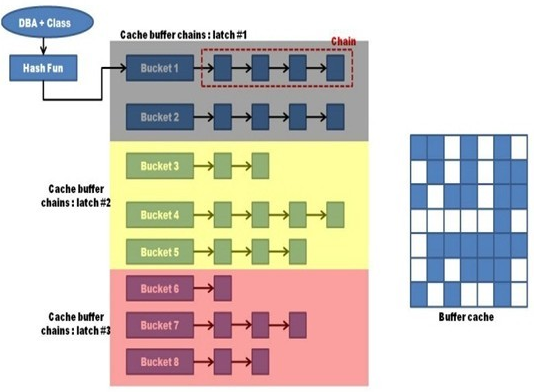 DBA + Class
Cache buffer chains : latch #1
Chain
Hash Fun
Bucket 1
Bucket 2
Bucket 3
Cache buffer
chains : latch #2
Bucket 4
Bucket 5
Bucket 6
Cache buffer
chains : latch #3
Bucket 7
Bucket 8
Buffer cache